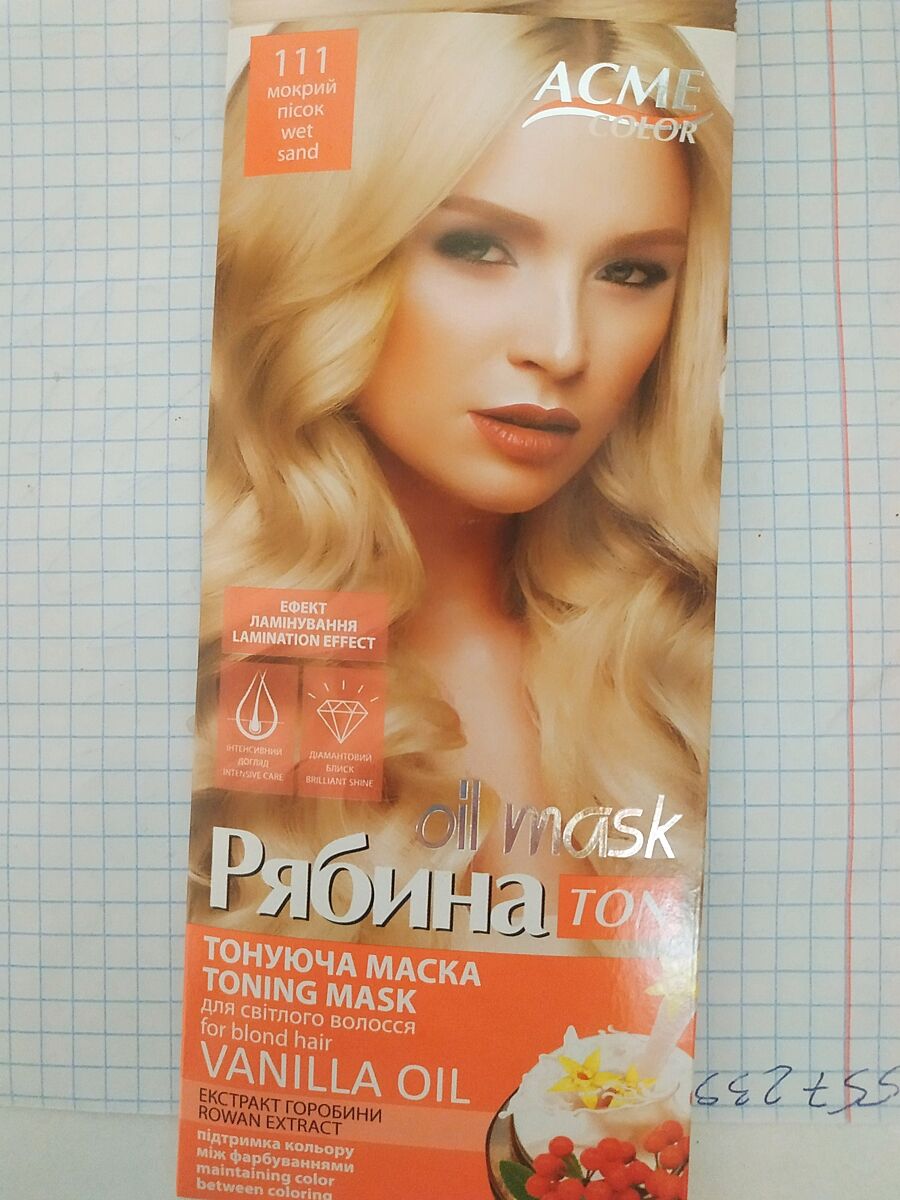 111
мокрий
пісок
wet
sand
ACME
COLOR
ЕФЕКТ
ЛАМІНУВАННЯ
LAMINATION EFFECT
ІНТЕНСИВНИЙ
ДОГЛЯД
INTENSIVE CARE
ДІАМАНТОВИЙ
БЛИСК
BRILLIANT SHINE
oil mask
Рябина TON
ТОНУЮЧА МАСКА
TONING MASK
для світлого волосся
for blond hair
VANILLA OIL
ЕКСТРАКТ ГОРОБИНИ
ROWAN EXTRACT
підтримка кольору
між фарбуваннями
maintaining color
between coloring